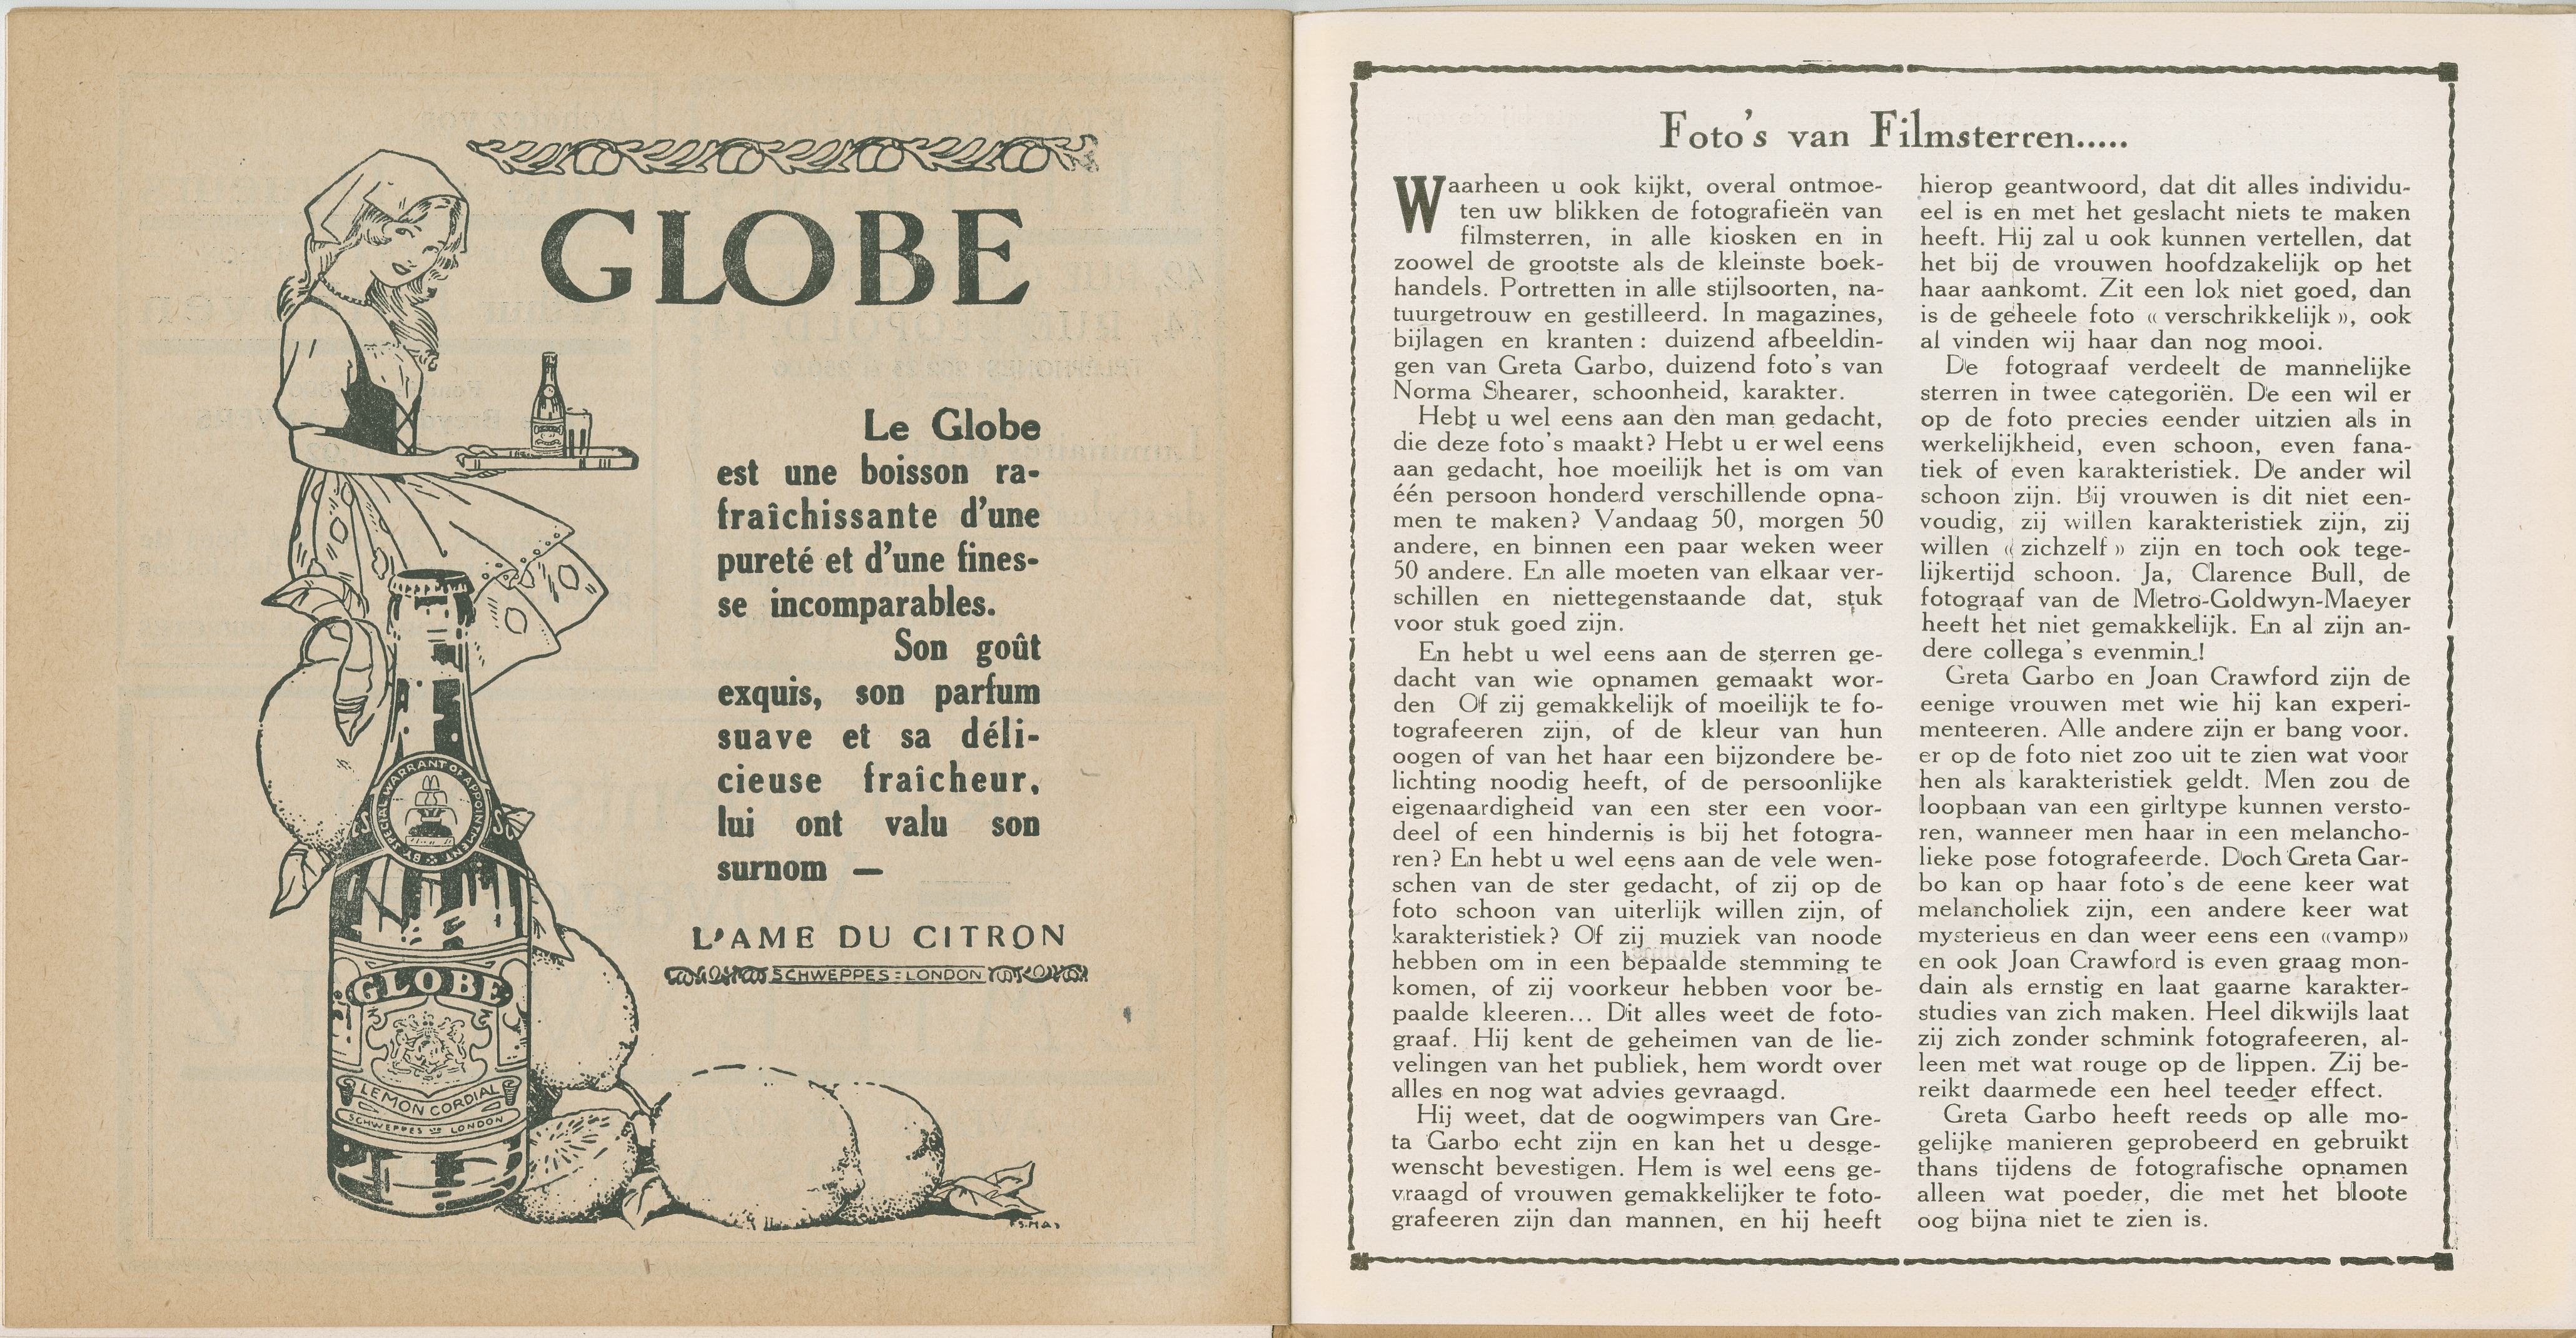 GLOBE
Le Globe
est une boisson ra-
fraîchissante d'une
pureté et d'une fines-
se incomparables.
Son goût
exquis, son parfum
suave et sa déli-
cieuse fraîcheur,
lui ont valu son
surnom —
L'AME DU CITRON
SCHWEPPES=LONDON
BY SPECIAL WARRANT OF APPOINTMENT
GLOBE
LEMON CORDIAL
SCHWEPPES LONDON
Foto's van Filmsterren.....
Waarheen u ook kijkt, overal ontmoe-
ten uw blikken de fotografieën van
filmsterren, in alle kiosken en in
zoowel de grootste als de kleinste boek-
handels. Portretten in alle stijlsoorten, na-
tuurgetrouw en gestilleerd. In magazines,
bijlagen en kranten : duizend afbeeldin-
gen van Greta Garbo, duizend foto's van
Norma Shearer, schoonheid, karakter.
Hebt u wel eens aan den man gedacht,
die deze foto's maakt? Hebt u er wel eens
aan gedacht, hoe moeilijk het is om van
één persoon honderd verschillende opna-
men te maken? Vandaag 50, morgen 50
andere, en binnen een paar weken weer
50 andere. En alle moeten van elkaar ver-
schillen en niettegenstaande dat, stuk
voor stuk goed zijn.
En hebt u wel eens aan de sterren ge-
dacht van wie opnamen gemaakt wor-
den Of zij gemakkelijk of moeilijk te fo-
tografeeren zijn, of de kleur van hun
oogen of van het haar een bijzondere be-
lichting noodig heeft, of de persoonlijke
eigenaardigheid van een ster een voor-
deel of een hindernis is bij het fotogra-
ren? En hebt u wel eens aan de vele wen-
schen van de ster gedacht, of zij op de
foto schoon van uiterlijk willen zijn, of
karakteristiek? Of zij muziek van noode
hebben om in een bepaalde stemming te
komen, of zij voorkeur hebben voor be-
paalde kleeren... Dit alles weet de foto-
graaf. Hij kent de geheimen van de lie-
velingen van het publiek, hem wordt over
alles en nog wat advies gevraagd.
Hij weet, dat de oogwimpers van Gre-
ta Garbo echt zijn en kan het u desge-
wenscht bevestigen. Hem is wel eens ge-
vraagd of vrouwen gemakkelijker te foto-
grafeeren zijn dan mannen, en hij heeft
hierop geantwoord, dat dit alles individu-
eel is en met het geslacht niets te maken
heeft. Hij zal u ook kunnen vertellen, dat
het bij de vrouwen hoofdzakelijk op het
haar aankomt. Zit een lok niet goed, dan
is de geheele foto « verschrikkelijk », ook
al vinden wij haar dan nog mooi.
De fotograaf verdeelt de mannelijke
sterren in twee categoriën. De een wil er
op de foto precies eender uitzien als in
werkelijkheid, even schoon, even fana-
tiek of even karakteristiek. De ander wil
schoon zijn. Bij vrouwen is dit niet een-
voudig, zij willen karakteristiek zijn, zij
willen « zichzelf » zijn en toch ook tege-
lijkertijd schoon. Ja, Clarence Bull, de
fotograaf van de Metro-Goldwyn-Maeyer
heeft het niet gemakkelijk. En al zijn an-
dere collega's evenmin.!
Greta Garbo en Joan Crawford zijn de
eenige vrouwen met wie hij kan experi-
menteeren. Alle andere zijn er bang voor.
er op de foto niet zoo uit te zien wat voor
hen als karakteristiek geldt. Men zou de
loopbaan van een girltype kunnen versto-
ren, wanneer men haar in een melancho-
lieke pose fotografeerde. Doch Greta Gar-
bo kan op haar foto's de eene keer wat
melancholiek zijn, een andere keer wat
mysterieus en dan weer eens een «vamp»
en ook Joan Crawford is even graag mon-
dain als ernstig en laat gaarne karakter-
studies van zich maken. Heel dikwijls laat
zij zich zonder schmink fotografeeren, al-
leen met wat rouge op de lippen. Zij be-
reikt daarmede een heel teeder effect.
Greta Garbo heeft reeds op alle mo-
gelijke manieren geprobeerd en gebruikt
thans tijdens de fotografische opnamen
alleen wat poeder, die met het bloote
oog bijna niet te zien is.